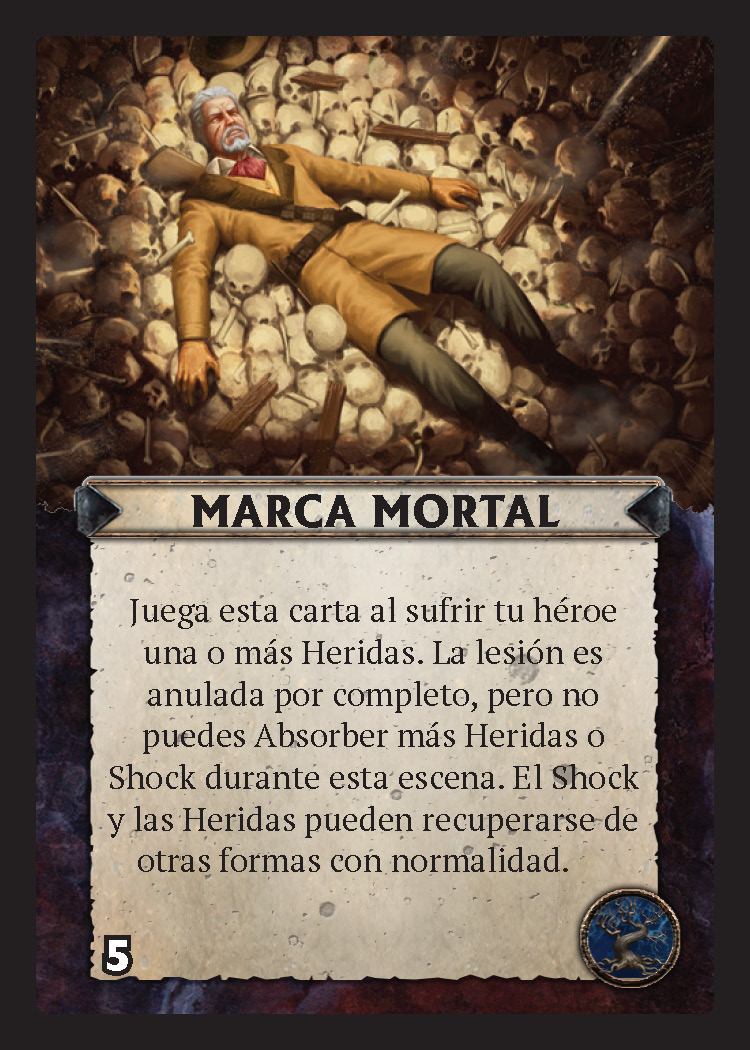 MARCA MORTAL
Juega esta carta al sufrir tu héroe
una o más Heridas. La lesión es
anulada por completo, pero no
puedes Absorber más Heridas o
Shock durante esta escena. El Shock
y las Heridas pueden recuperarse de
otras formas con normalidad.
5